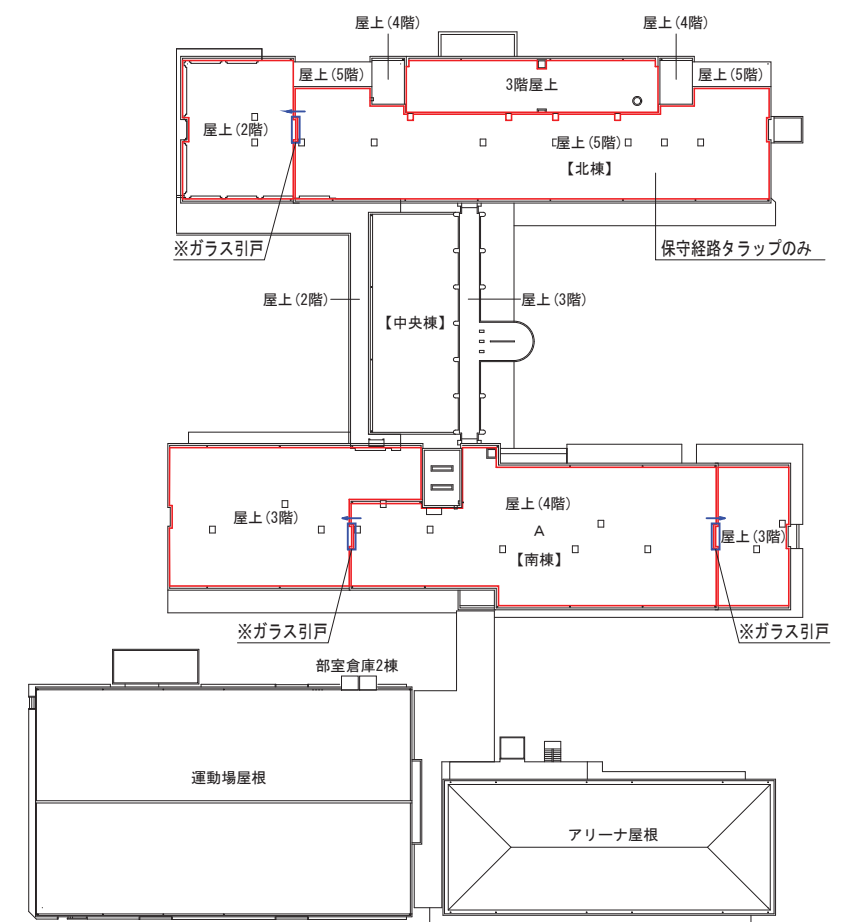 屋上(4階)
屋上(4階)
屋上(5階)
3階屋上
屋上(5階)
屋上(2階)
屋上(5階)
【北棟】
※ガラス引戸
保守経路タラップのみ
屋上(2階)
屋上(3階)
【中央棟】
屋上(3階)
屋上(4階)
A
屋上(3階)
【南棟】
※ガラス引戸
※ガラス引戸
部室倉庫2棟
運動場屋根
アリーナ屋根